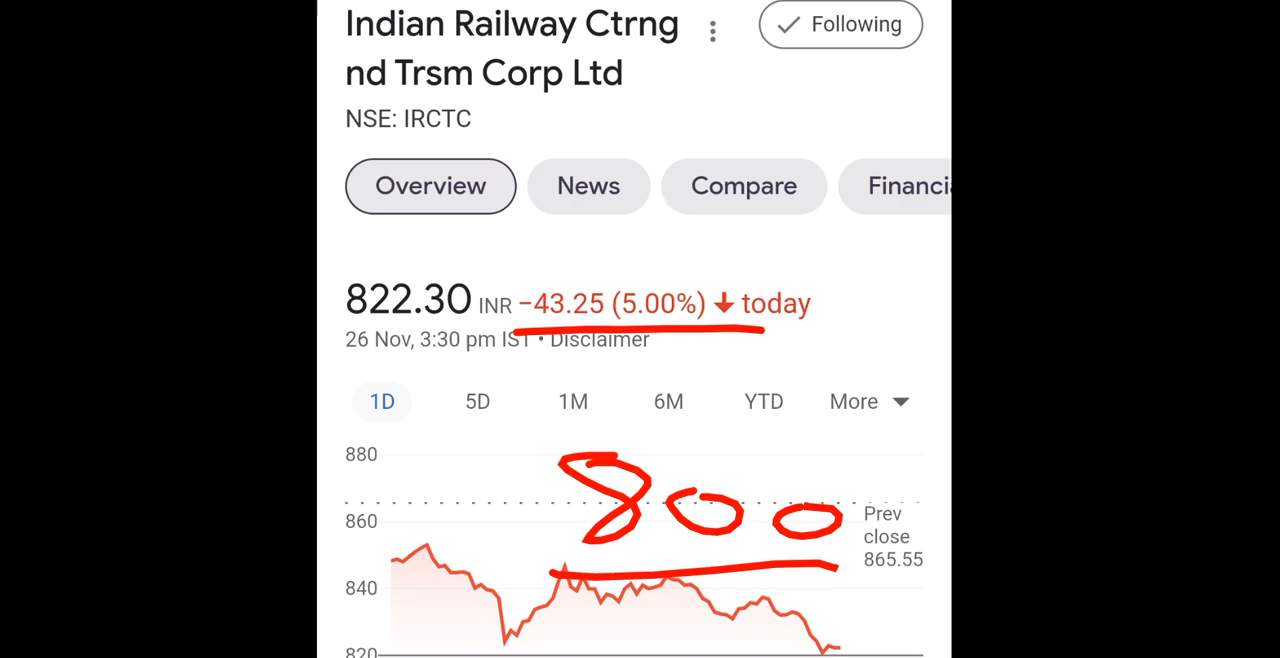 Indian Railway Ctrng
nd Trsm Corp Ltd
Following
NSE: IRCTC
Overview
News
Compare
Financi
822.30 INR −43.25 (5.00%) ↓ today
26 Nov, 3:30 pm IST • Disclaimer
1D
5D
1M
6M
YTD
More
880
800
860
Prev
close
865.55
840
820